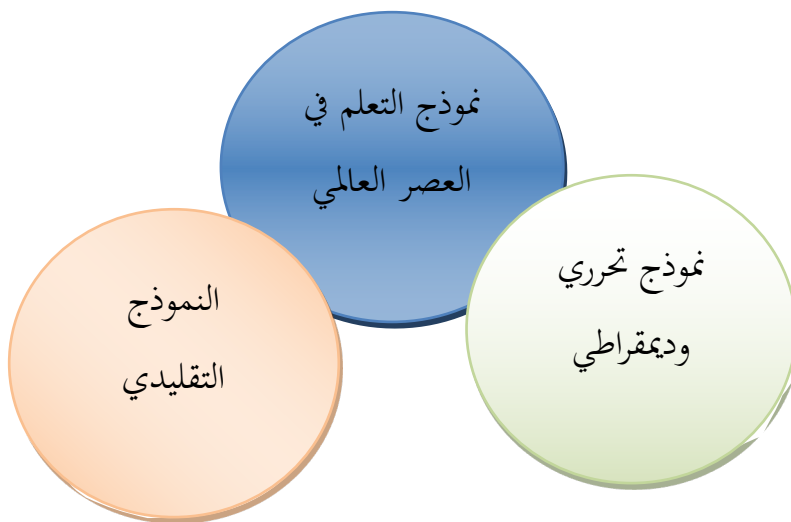 نموذج التعلم في
العصر العالمي
نموذج تحرري
وديمقراطي
النموذج
التقليدي